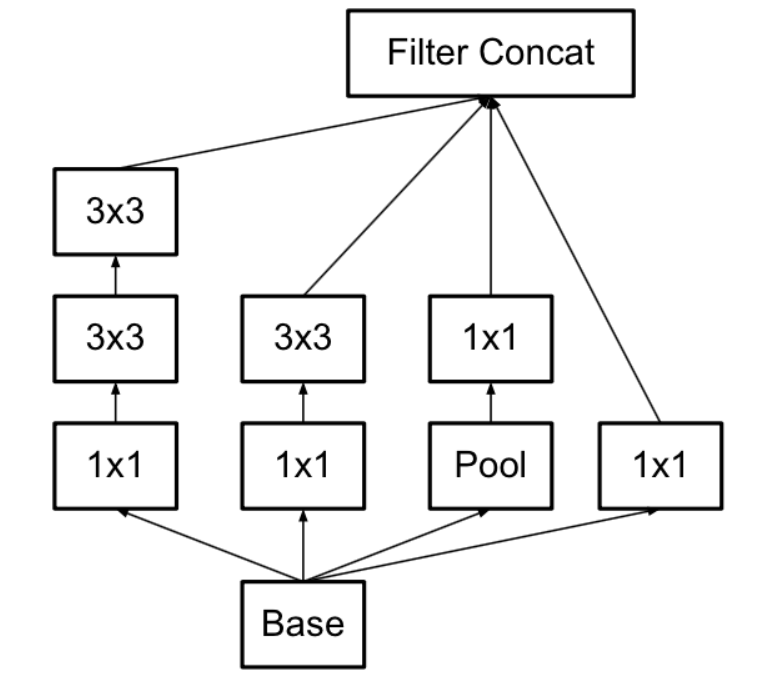 Filter Concat
3x3
3x3
3x3
1x1
1x1
1x1
Pool
1x1
Base